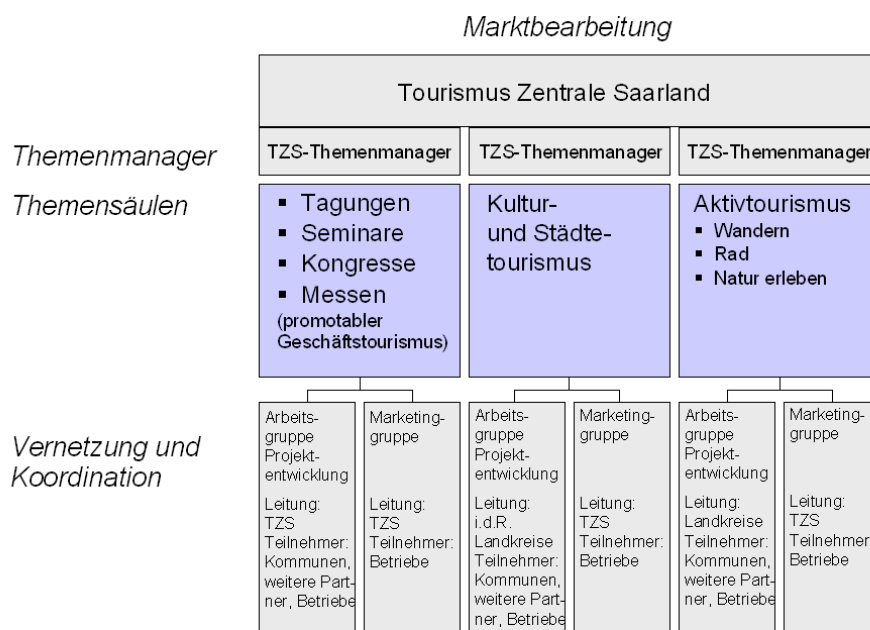 Marktbearbeitung
Tourismus Zentrale Saarland
Themenmanager
TZS-Themenmanager
TZS-Themenmanager
TZS-Themenmanager
Themensäulen
▪ Tagungen
▪ Seminare
▪ Kongresse
▪ Messen
(promotabler
Geschäftstourismus)
Kultur-
und Städte-
tourismus
Aktivtourismus
▪ Wandern
▪ Rad
▪ Natur erleben
Vernetzung und
Koordination
Arbeits-
gruppe
Projekt-
entwicklung
Leitung:
TZS
Teilnehmer:
Kommunen,
weitere Part-
ner, Betriebe
Marketing-
gruppe
Leitung:
TZS
Teilnehmer:
Betriebe
Arbeits-
gruppe
Projekt-
entwicklung
Leitung:
i.d.R.
Landkreise
Teilnehmer:
Kommunen,
weitere Part-
ner, Betriebe
Marketing-
gruppe
Leitung:
TZS
Teilnehmer:
Betriebe
Arbeits-
gruppe
Projekt-
entwicklung
Leitung:
Landkreise
Teilnehmer:
Kommunen,
weitere Part-
ner, Betriebe
Marketing-
gruppe
Leitung:
TZS
Teilnehmer:
Betriebe